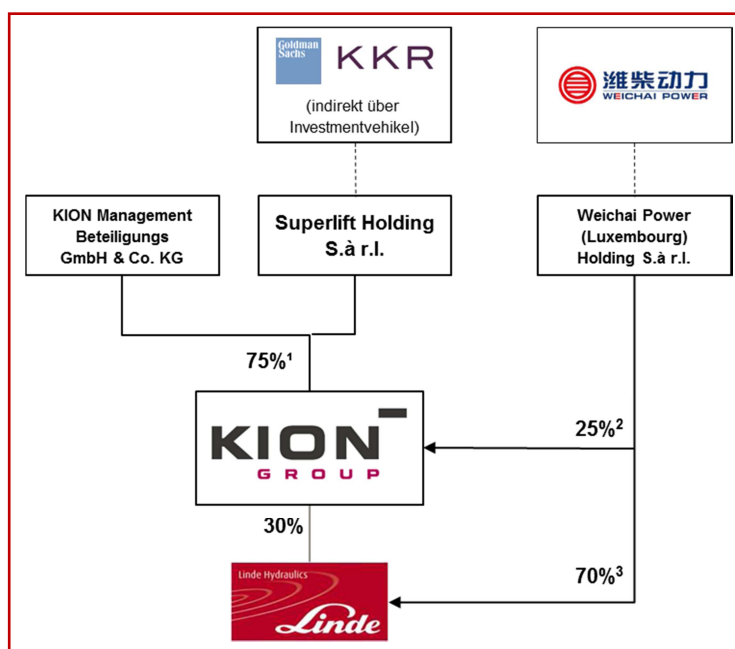 Goldman
Sachs
KKR
(indirekt über
Investmentvehikel)
潍柴动力
WEICHAI POWER
KION Management
Beteiligungs
GmbH & Co. KG
Superlift Holding
S.à r.l.
Weichai Power
(Luxembourg)
Holding S.à r.l.
75%¹
KION
GROUP
25%²
30%
Linde Hydraulics
Linde
70%³